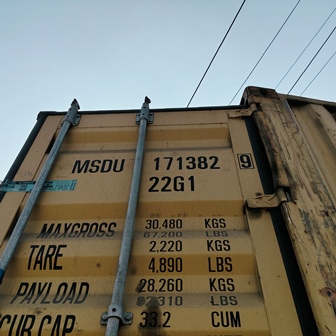 MSDU 171382 9
22G1
MAXGROSS 30,480 KGS
67,200 LBS
TARE 2,220 KGS
4,890 LBS
PAYLOAD 28,260 KGS
62,310 LBS
CUB.CAP 33.2 CUM